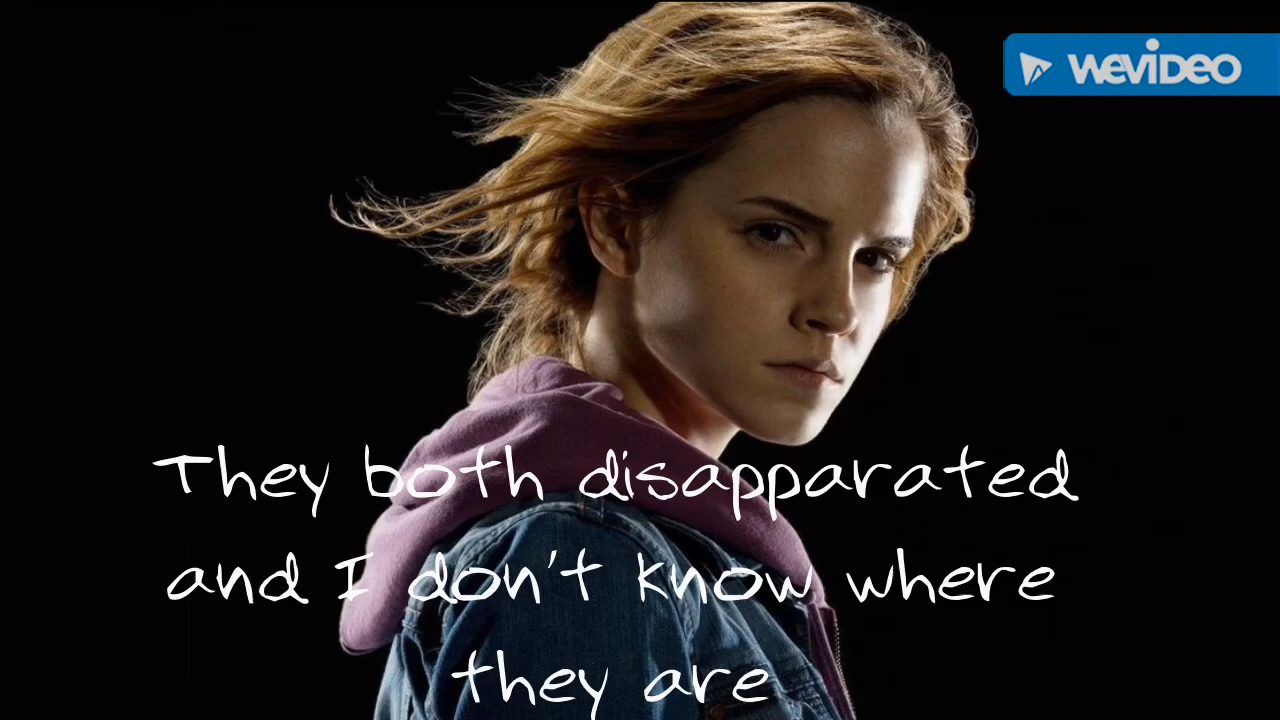 WEVIDEO
They both disapparated
and I don't know where
they are